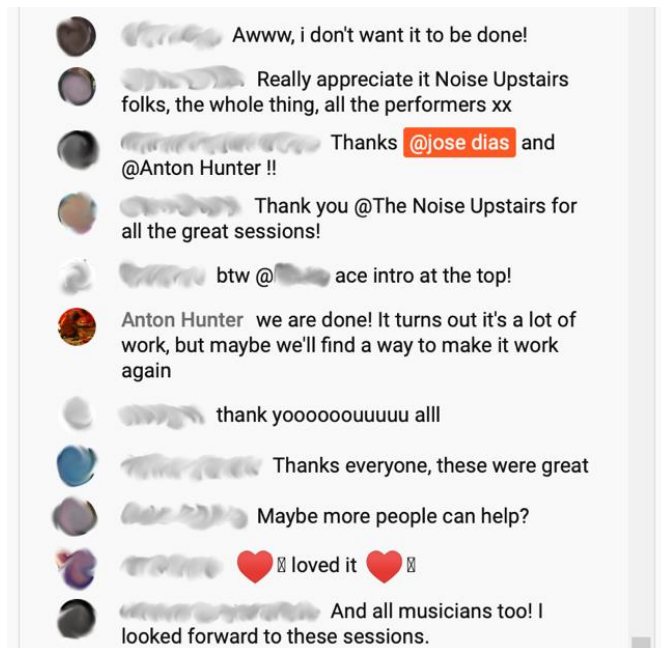 Awww, i don't want it to be done!
Really appreciate it Noise Upstairs
folks, the whole thing, all the performers xx
Thanks @jose dias and
@Anton Hunter !!
Thank you @The Noise Upstairs for
all the great sessions!
btw @ ace intro at the top!
Anton Hunter we are done! It turns out it's a lot of
work, but maybe we'll find a way to make it work
again
thank yoooooouuuuu alll
Thanks everyone, these were great
Maybe more people can help?
loved it
And all musicians too! I
looked forward to these sessions.